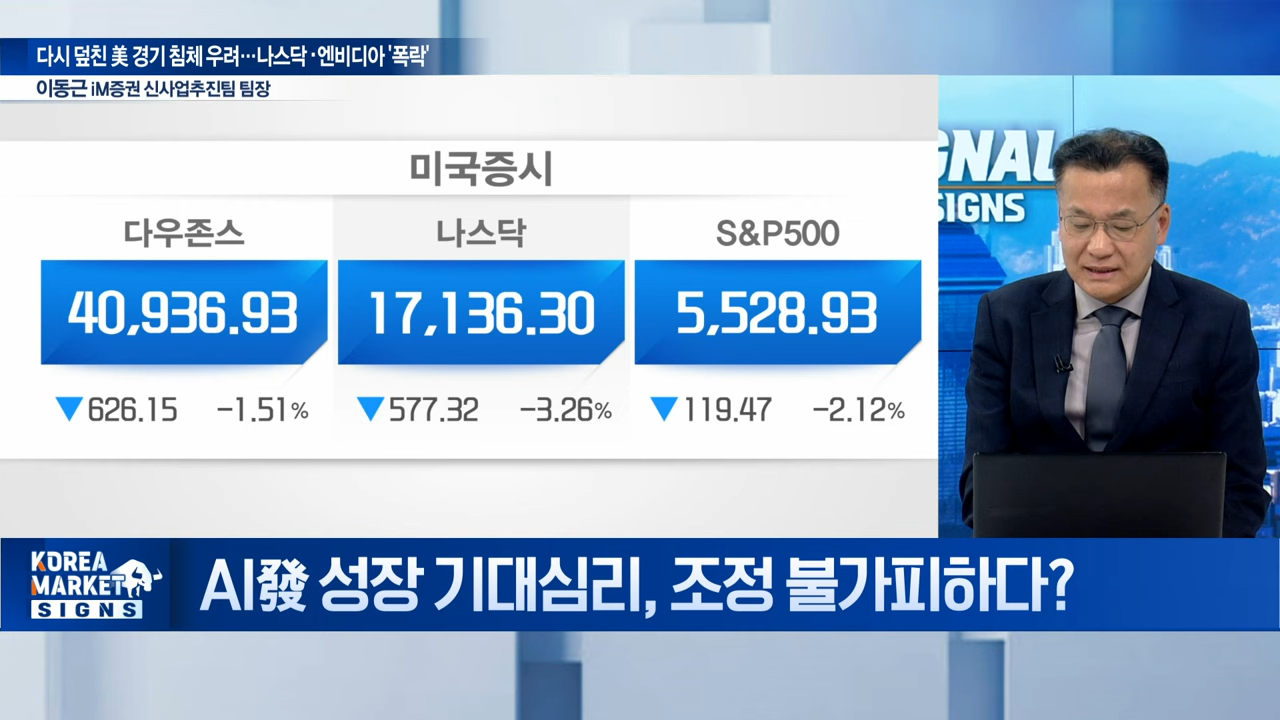 다시 덮친 美 경기 침체 우려…나스닥·엔비디아 '폭락'
이동근 iM증권 신사업추진팀 팀장
미국증시
다우존스 나스닥 S&P500
40,936.93 17,136.30 5,528.93
▼626.15 -1.51% ▼577.32 -3.26% ▼119.47 -2.12%
GNAL
SIGNS
KOREA
MARKET
SIGNS
AI發 성장 기대심리, 조정 불가피하다?